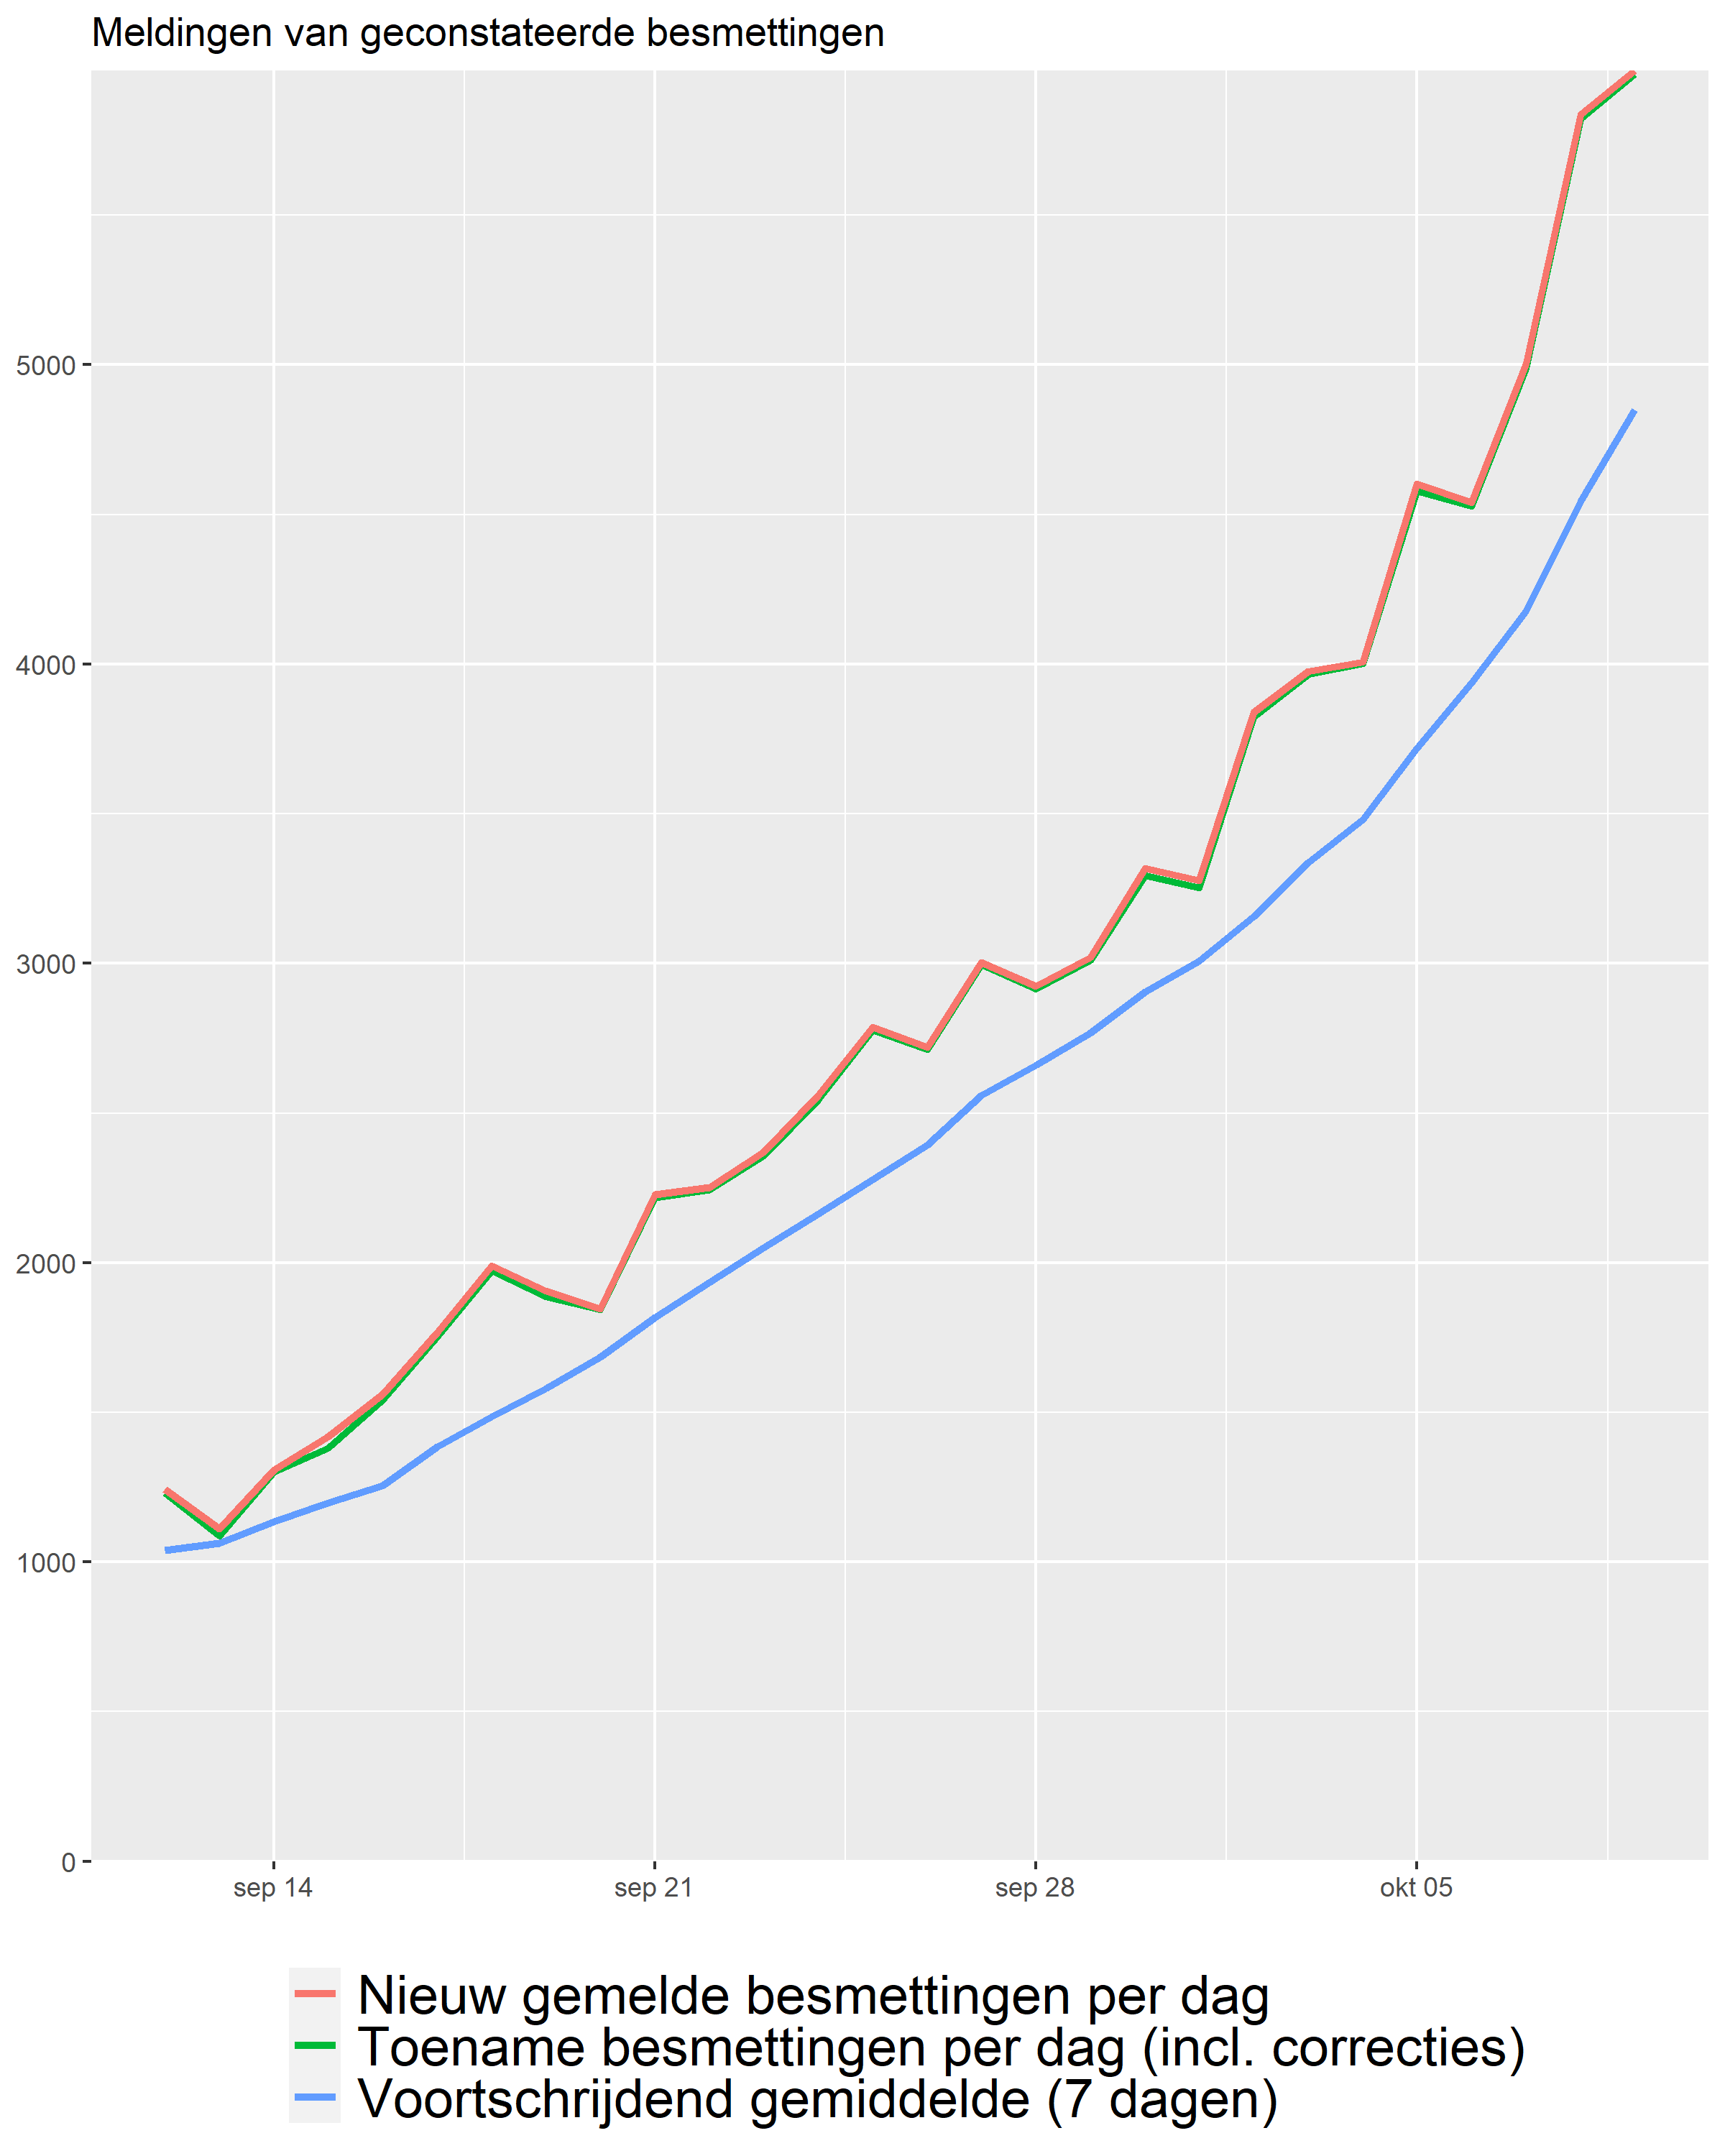 Meldingen van geconstateerde besmettingen
5000
4000
3000
2000
1000
0
sep 14 sep 21 sep 28 okt 05
Nieuw gemelde besmettingen per dag
Toename besmettingen per dag (incl. correcties)
Voortschrijdend gemiddelde (7 dagen)